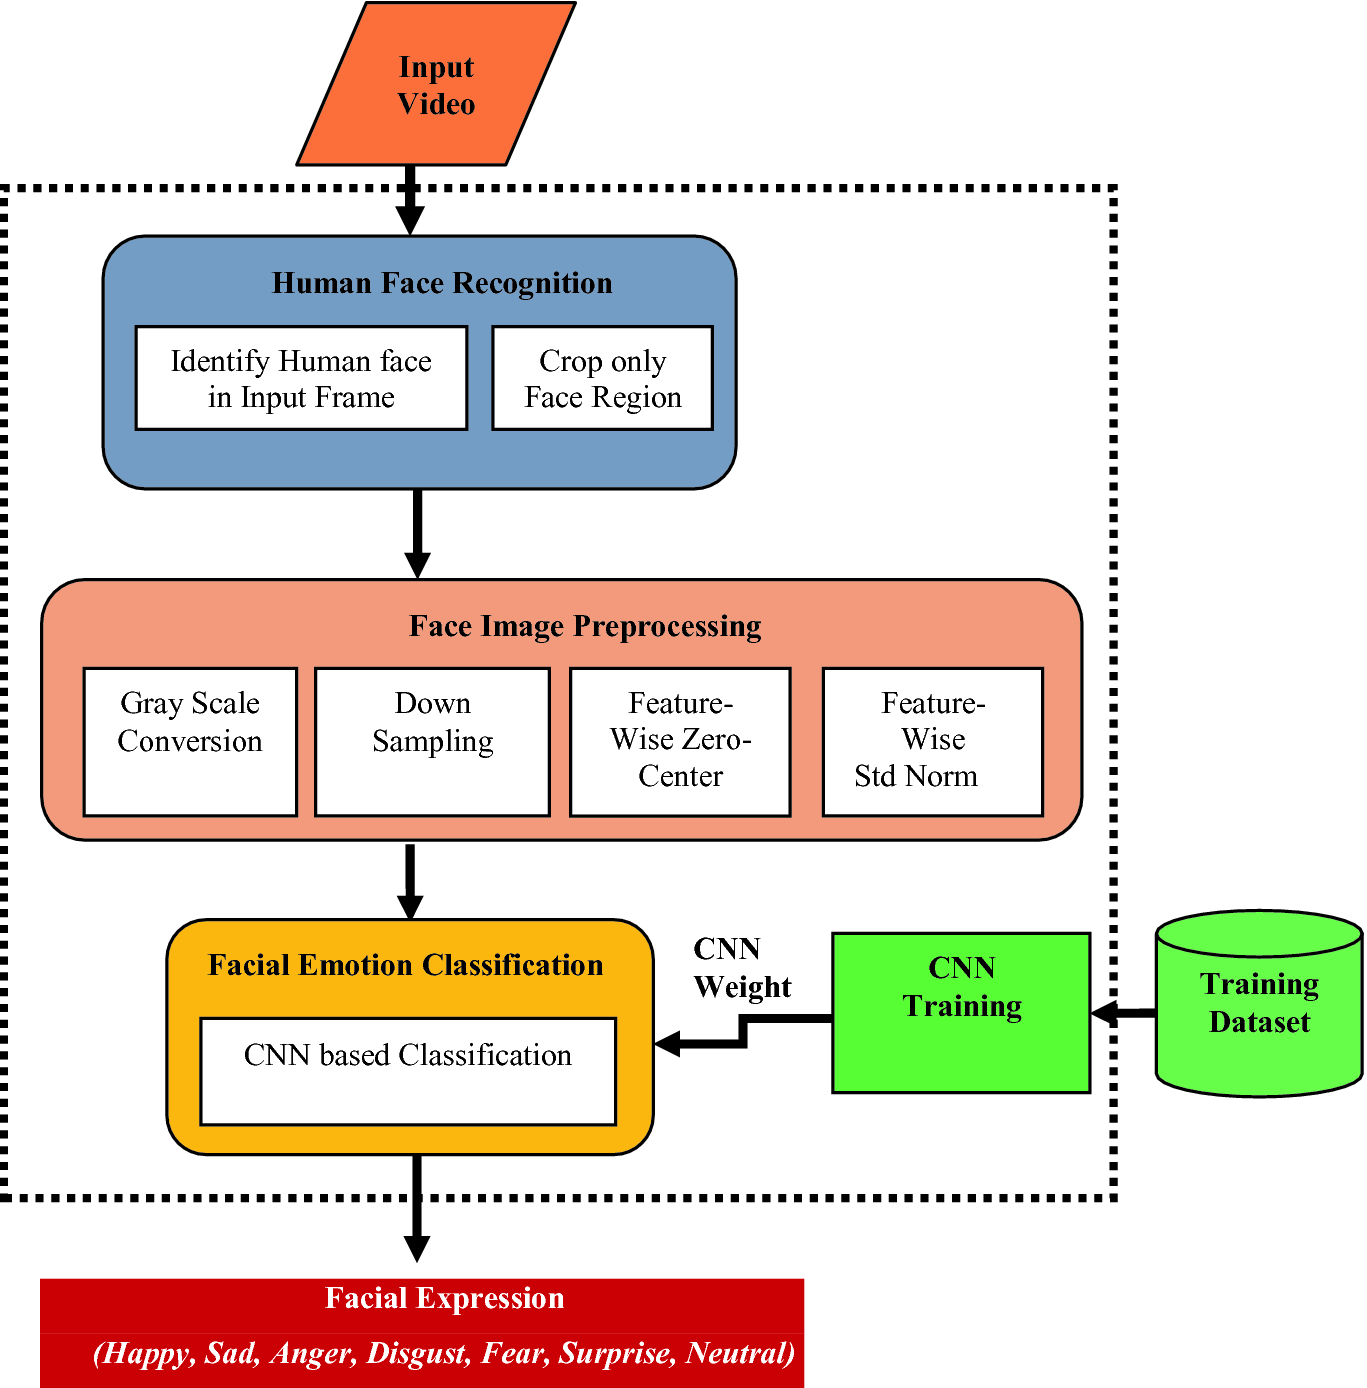 Input
Video
Human Face Recognition
Identify Human face
in Input Frame
Crop only
Face Region
Face Image Preprocessing
Gray Scale
Conversion
Down
Sampling
Feature-
Wise Zero-
Center
Feature-
Wise
Std Norm
Facial Emotion Classification
CNN based Classification
CNN
Weight
CNN
Training
Training
Dataset
Facial Expression
(Happy, Sad, Anger, Disgust, Fear, Surprise, Neutral)